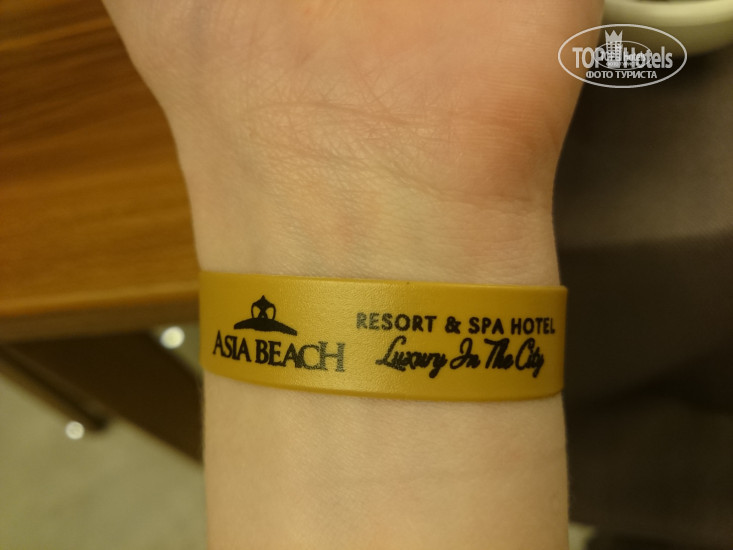 TOP Hotels
ФОТО ТУРИСТА
ASIA BEACH
RESORT & SPA HOTEL
Luxury In The City